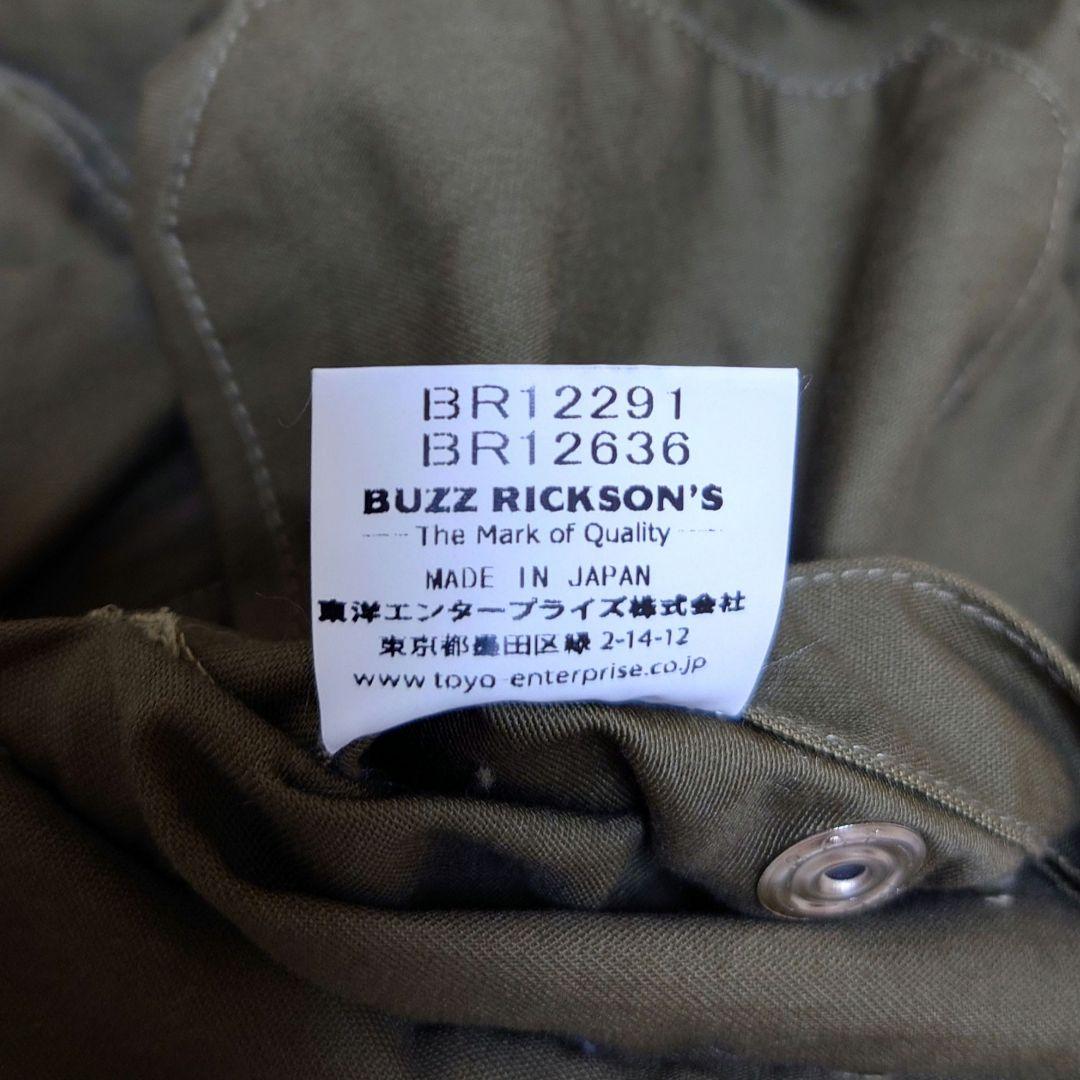 BR12291
BR12636
BUZZ RICKSON'S
The Mark of Quality
MADE IN JAPAN
東洋エンタープライズ株式会社
東京都墨田区緑 2-14-12
www.toyo-enterprise.co.jp